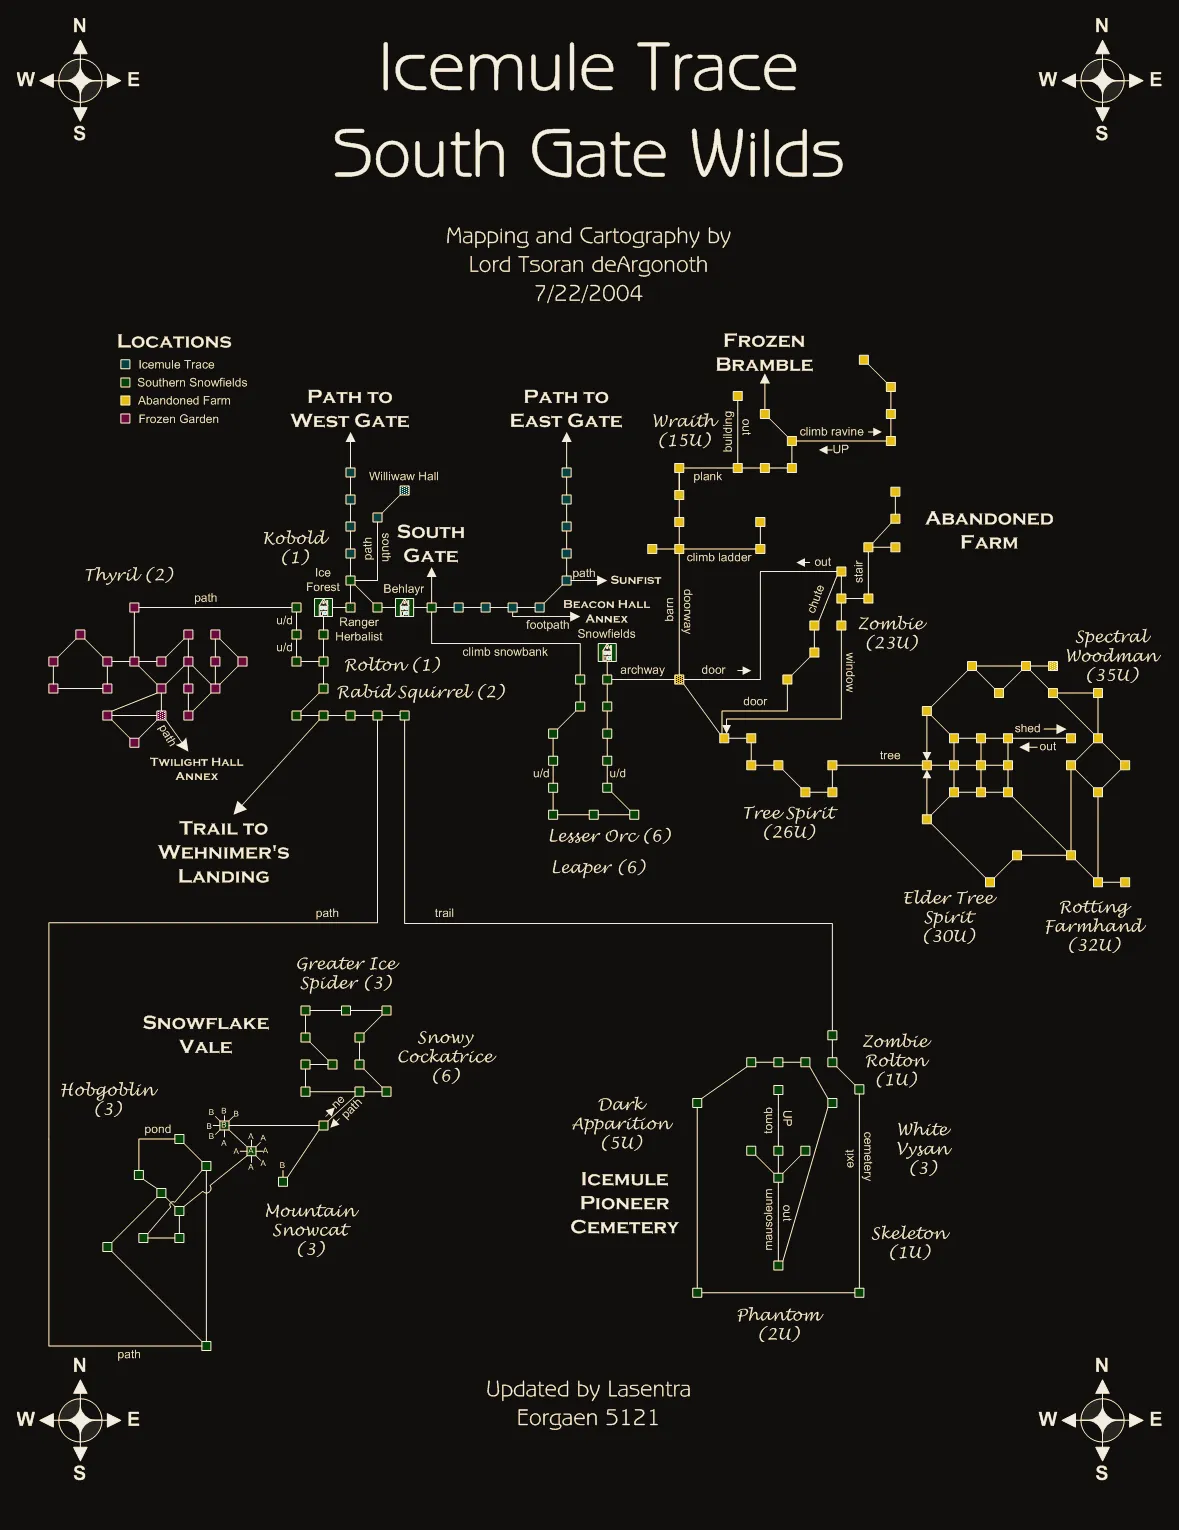 N
W E
S
N
W E
S
Icemule Trace
South Gate Wilds
Mapping and Cartography by
Lord Tsoran deArgonoth
7/22/2004
LOCATIONS
Icemule Trace
Southern Snowfields
Abandoned Farm
Frozen Garden
PATH TO
WEST GATE
PATH TO
EAST GATE
FROZEN
BRAMBLE
Wraith
(15U)
building
out
climb ravine
UP
plank
Williwaw Hall
Kobold
(1)
path
south
SOUTH
GATE
climb ladder
ABANDONED
FARM
Thyril (2)
path
Ice
Forest
Behlayr
Ranger
Herbalist
path
SUNFIST
BEACON HALL
ANNEX
footpath
Snowfields
barn
doorway
out
chute
stair
Zombie
(23U)
window
u/d
u/d
Rolton (1)
climb snowbank
archway
door
Rabid Squirrel (2)
door
Spectral
Woodman
(35U)
shed
out
tree
path
TWILIGHT HALL
ANNEX
u/d
u/d
Tree Spirit
(26U)
TRAIL TO
WEHNIMER'S
LANDING
Lesser Orc (6)
Leaper (6)
Elder Tree
Spirit
(30U)
Rotting
Farmhand
(32U)
path
trail
Greater Ice
Spider (3)
SNOWFLAKE
VALE
Snowy
Cockatrice
(6)
Hobgoblin
(3)
ne
path
B
B
B
B
B
A
A
A
A
A
A
A
B
pond
Mountain
Snowcat
(3)
Zombie
Rolton
(1U)
Dark
Apparition
(5U)
tomb
UP
exit
cemetery
White
Vysan
(3)
ICEMULE
PIONEER
CEMETERY
mausoleum
out
Skeleton
(1U)
Phantom
(2U)
path
N
W E
S
Updated by Lasentra
Eorgaen 5121
N
W E
S